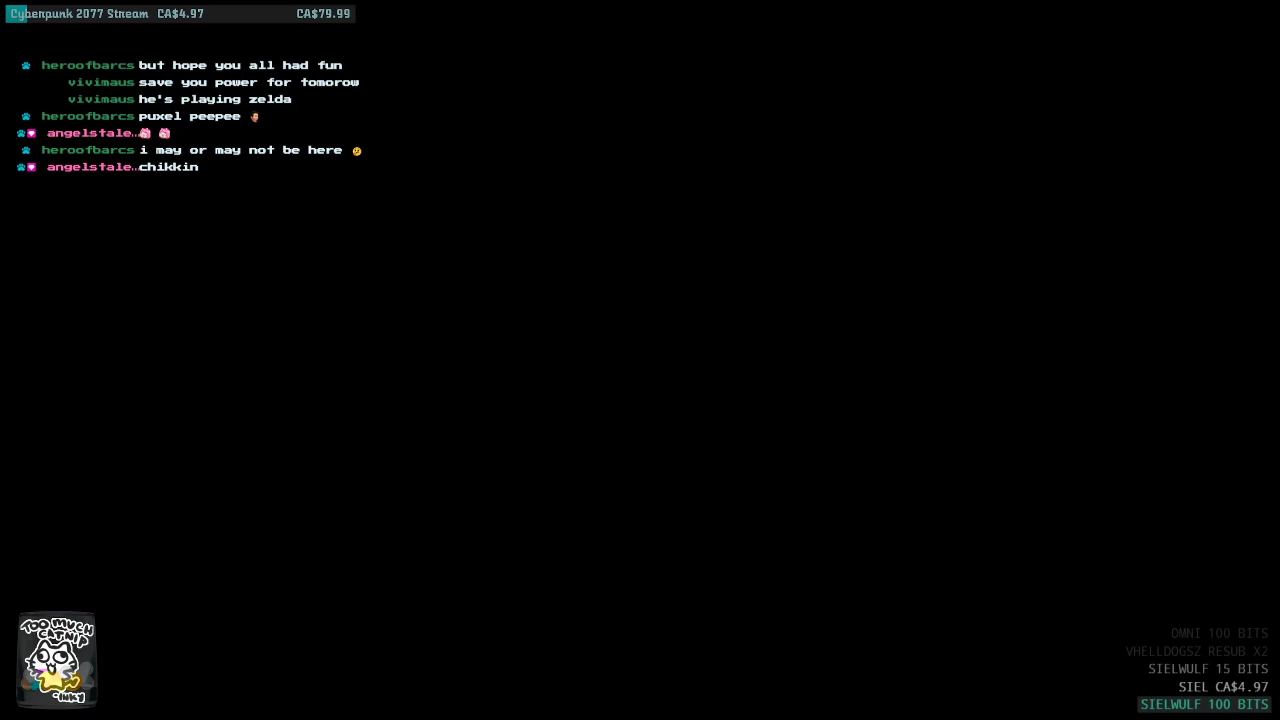 Cyberpunk 2077 Stream CA$4.97 CA$79.99
heroofbarcs but hope you all had fun
vivimaus save you power for tomorow
vivimaus he's playing zelda
heroofbarcs puxel peepee
angelstale..
heroofbarcs i may or may not be here
angelstale.. chikkin
TOO MUCH
CATNIP
-INKY
OMNI 100 BITS
VHELLDOGSZ RESUB X2
SIELWULF 15 BITS
SIEL CA$4.97
SIELWULF 100 BITS